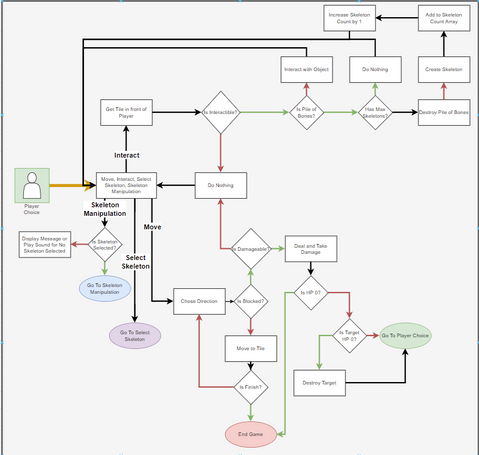 Increase Skeleton
Count by 1
Add to Skeleton
Count Array
Interact with Object
Do Nothing
Create Skeleton
Get Tile in front of
Player
Is Interactible?
Is Pile of
Bones?
Has Max
Skeletons?
Destroy Pile of Bones
Interact
Move, Interact, Select
Skeleton, Skeleton
Manipulation
Do Nothing
Player
Choice
Skeleton
Manipulation
Move
Display Message or
Play Sound for No
Skeleton Selected
Is Skeleton
Selected?
Select
Skeleton
Is Damageable?
Deal and Take
Damage
Go To Skeleton
Manipulation
Chose Direction
Is Blocked?
Is HP 0?
Go To Select
Skeleton
Move to Tile
Is Target
HP 0?
Go To Player Choice
Is Finish?
Destroy Target
End Game